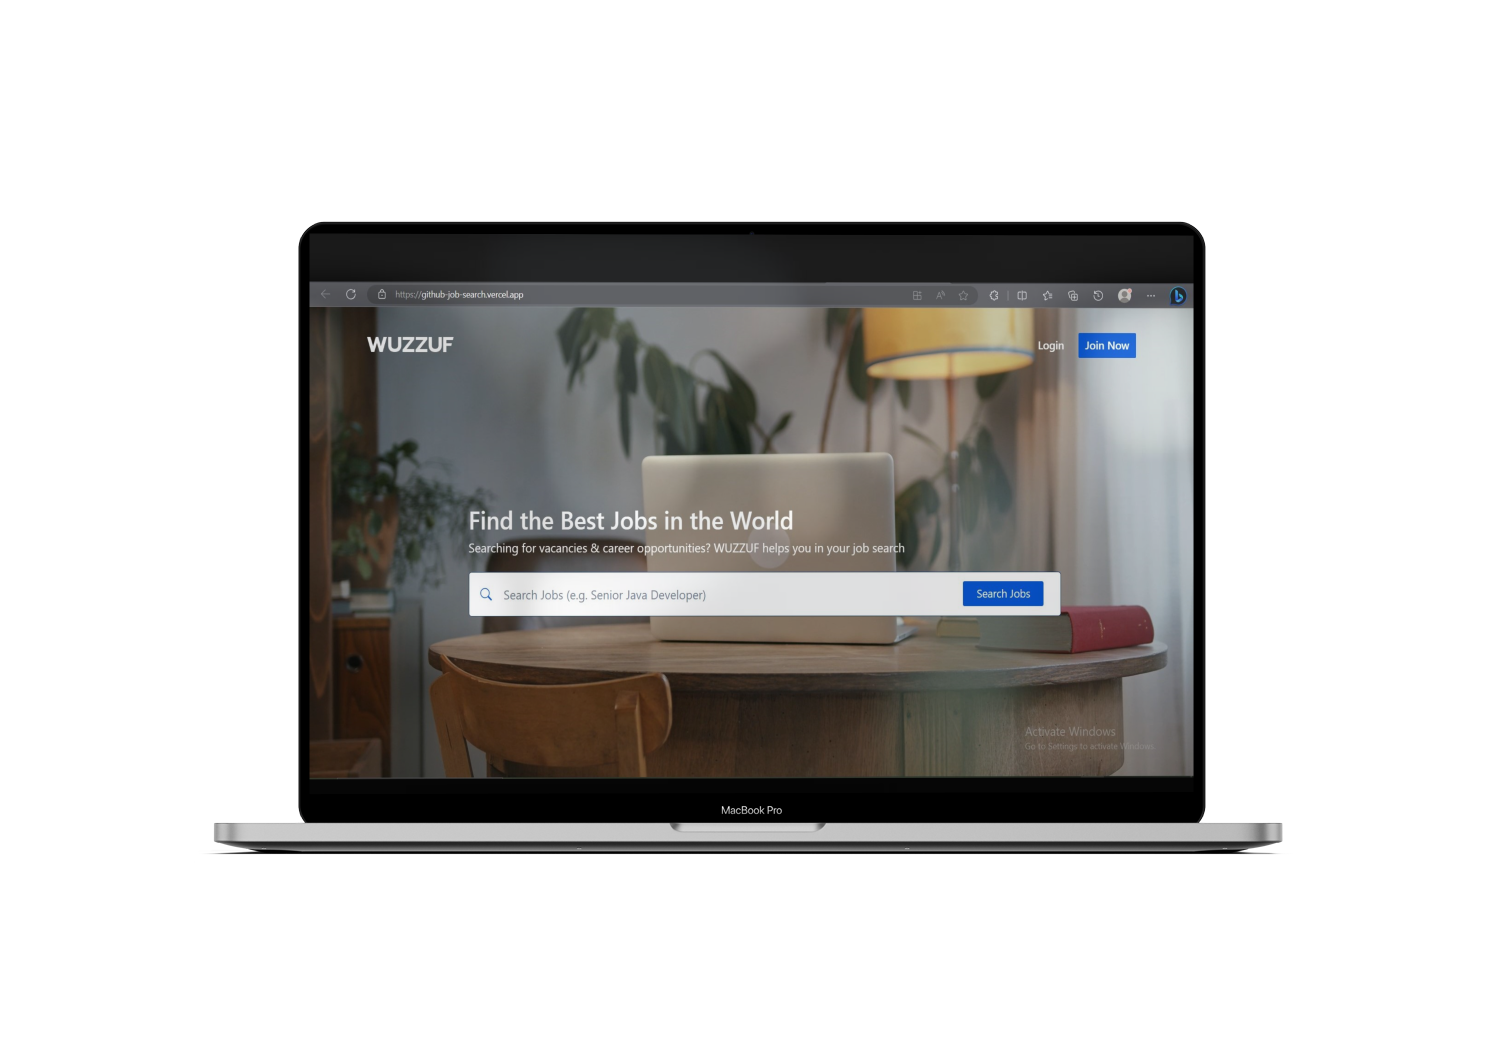 https://github-job-search.vercel.app
WUZZUF
Login
Join Now
Find the Best Jobs in the World
Searching for vacancies & career opportunities? WUZZUF helps you in your job search
Search Jobs (e.g. Senior Java Developer)
Search Jobs
Activate Windows
Go to Settings to activate Windows.
MacBook Pro